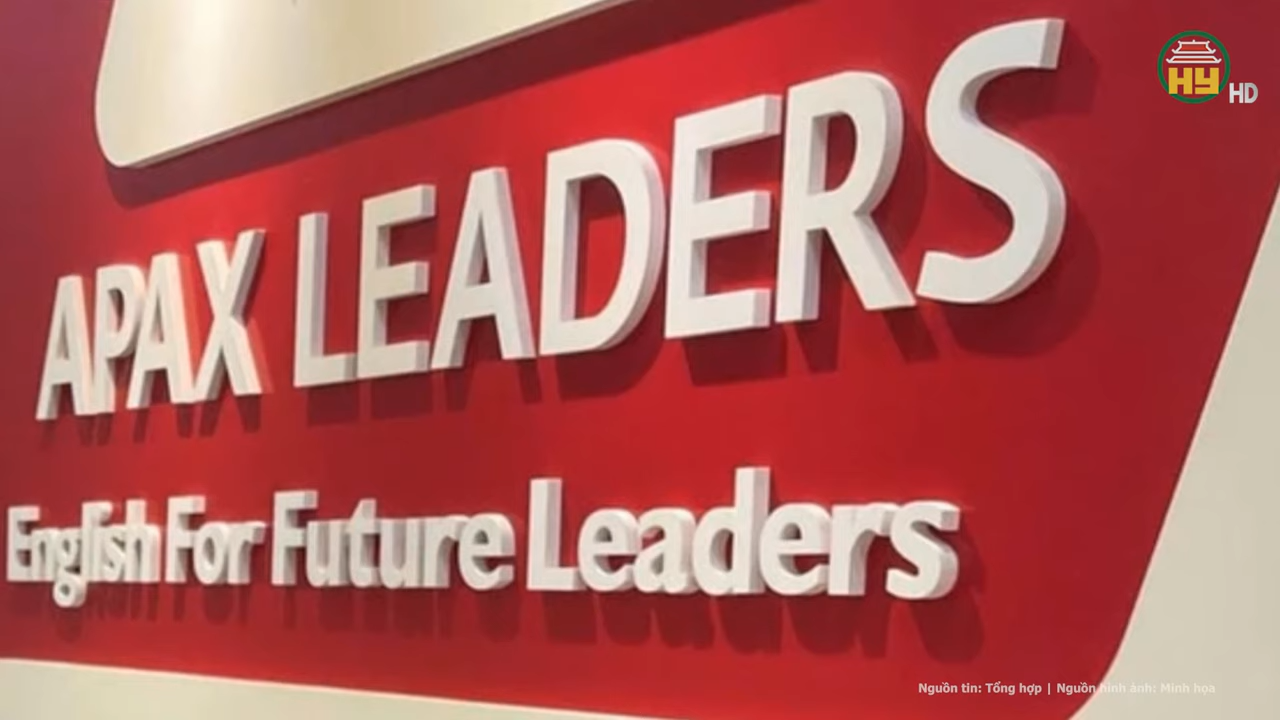 HY HD
APAX LEADERS
English For Future Leaders
Nguồn tin: Tổng hợp | Nguồn hình ảnh: Minh họa